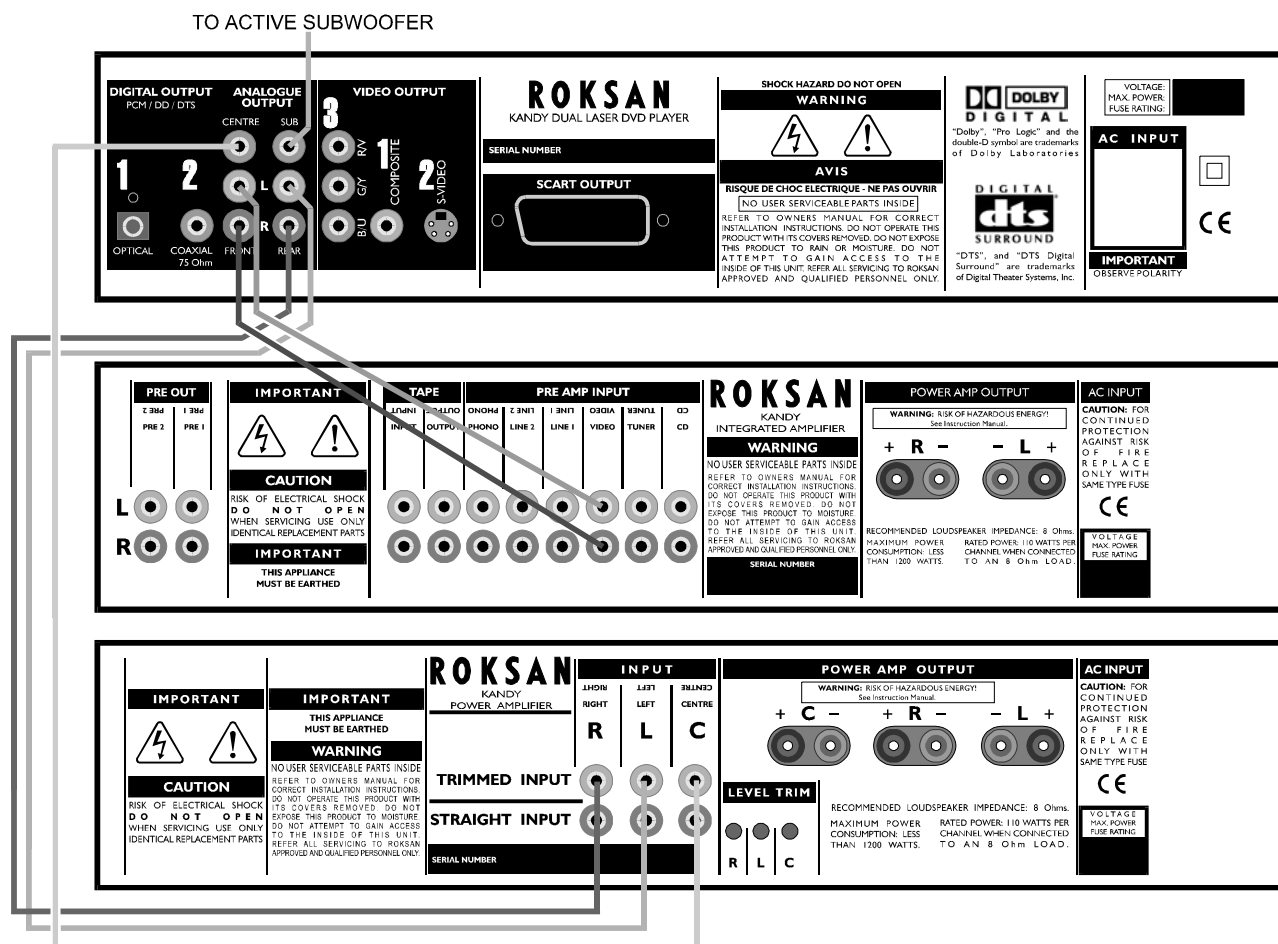 TO ACTIVE SUBWOOFER
DIGITAL OUTPUT
PCM / DD / DTS
ANALOGUE
OUTPUT
CENTRE
SUB
1
2
L
R
OPTICAL
COAXIAL
75 Ohm
FRONT
REAR
VIDEO OUTPUT
3
R/V
G/Y
B/U
1
COMPOSITE
2
S-VIDEO
ROKSAN
KANDY DUAL LASER DVD PLAYER
SERIAL NUMBER
SCART OUTPUT
SHOCK HAZARD DO NOT OPEN
WARNING
AVIS
RISQUE DE CHOC ELECTRIQUE - NE PAS OUVRIR
NO USER SERVICEABLE PARTS INSIDE
REFER TO OWNERS MANUAL FOR CORRECT
INSTALLATION INSTRUCTIONS. DO NOT OPERATE THIS
PRODUCT WITH ITS COVERS REMOVED. DO NOT EXPOSE
THIS PRODUCT TO RAIN OR MOISTURE. DO NOT
ATTEMPT TO GAIN ACCESS TO THE
INSIDE OF THIS UNIT. REFER ALL SERVICING TO ROKSAN
APPROVED AND QUALIFIED PERSONNEL ONLY.
DOLBY
DIGITAL
"Dolby", "Pro Logic" and the
double-D symbol are trademarks
of Dolby Laboratories
DIGITAL
dts
SURROUND
"DTS", and "DTS Digital
Surround" are trademarks
of Digital Theater Systems, Inc.
VOLTAGE:
MAX. POWER:
FUSE RATING:
AC INPUT
IMPORTANT
OBSERVE POLARITY
CE
PRE OUT
PRE 2
PRE 1
PRE 2
PRE 1
L
R
IMPORTANT
CAUTION
RISK OF ELECTRICAL SHOCK
DO NOT OPEN
WHEN SERVICING USE ONLY
IDENTICAL REPLACEMENT PARTS
IMPORTANT
THIS APPLIANCE
MUST BE EARTHED
TAPE
PRE AMP INPUT
INPUT OUTPUT PHONO LINE 2 LINE 1 VIDEO TUNER CD
INPUT OUTPUT PHONO LINE 2 LINE 1 VIDEO TUNER CD
ROKSAN
KANDY
INTEGRATED AMPLIFIER
WARNING
NO USER SERVICEABLE PARTS INSIDE
REFER TO OWNERS MANUAL FOR
CORRECT INSTALLATION INSTRUCTIONS.
DO NOT OPERATE THIS PRODUCT WITH
ITS COVERS REMOVED. DO NOT
EXPOSE THIS PRODUCT TO MOISTURE.
DO NOT ATTEMPT TO GAIN ACCESS
TO THE INSIDE OF THIS UNIT.
REFER ALL SERVICING TO ROKSAN
APPROVED AND QUALIFIED PERSONNEL ONLY.
SERIAL NUMBER
POWER AMP OUTPUT
WARNING: RISK OF HAZARDOUS ENERGY!
See Instruction Manual.
+ R −
− L +
RECOMMENDED LOUDSPEAKER IMPEDANCE: 8 Ohms.
MAXIMUM POWER
CONSUMPTION: LESS
THAN 1200 WATTS.
RATED POWER: 110 WATTS PER
CHANNEL WHEN CONNECTED
TO AN 8 Ohm LOAD.
AC INPUT
CAUTION: FOR
CONTINUED
PROTECTION
AGAINST RISK
OF FIRE
REPLACE
ONLY WITH
SAME TYPE FUSE
CE
VOLTAGE
MAX. POWER
FUSE RATING
IMPORTANT
CAUTION
RISK OF ELECTRICAL SHOCK
DO NOT OPEN
WHEN SERVICING USE ONLY
IDENTICAL REPLACEMENT PARTS
IMPORTANT
THIS APPLIANCE
MUST BE EARTHED
WARNING
NO USER SERVICEABLE PARTS INSIDE
REFER TO OWNERS MANUAL FOR
CORRECT INSTALLATION INSTRUCTIONS.
DO NOT OPERATE THIS PRODUCT WITH
ITS COVERS REMOVED. DO NOT
EXPOSE THIS PRODUCT TO MOISTURE.
DO NOT ATTEMPT TO GAIN ACCESS
TO THE INSIDE OF THIS UNIT.
REFER ALL SERVICING TO ROKSAN
APPROVED AND QUALIFIED PERSONNEL ONLY.
ROKSAN
KANDY
POWER AMPLIFIER
INPUT
RIGHT LEFT CENTRE
RIGHT LEFT CENTRE
R L C
TRIMMED INPUT
STRAIGHT INPUT
SERIAL NUMBER
POWER AMP OUTPUT
WARNING: RISK OF HAZARDOUS ENERGY!
See Instruction Manual.
+ C −
+ R −
− L +
LEVEL TRIM
R L C
RECOMMENDED LOUDSPEAKER IMPEDANCE: 8 Ohms.
MAXIMUM POWER
CONSUMPTION: LESS
THAN 1200 WATTS.
RATED POWER: 110 WATTS PER
CHANNEL WHEN CONNECTED
TO AN 8 Ohm LOAD.
AC INPUT
CAUTION: FOR
CONTINUED
PROTECTION
AGAINST RISK
OF FIRE
REPLACE
ONLY WITH
SAME TYPE FUSE
CE
VOLTAGE
MAX. POWER
FUSE RATING